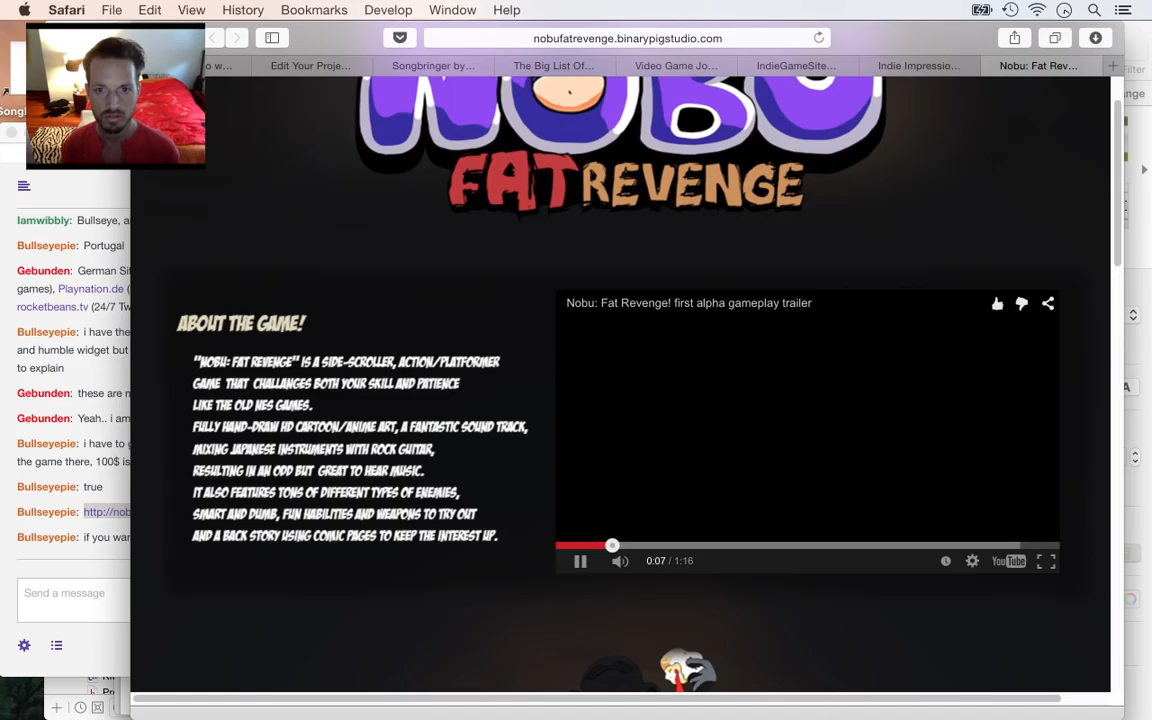 Safari File Edit View History Bookmarks Develop Window Help
nobufatrevenge.binarypigstudio.com
o w... Edit Your Proje... Songbringer by... The Big List Of... Video Game Jo... IndieGameSite... Indie Impressio... Nobu: Fat Rev...
Filter
ange
Song
NOBU
FAT REVENGE
Iamwibbly: Bullseye, a
Bullseyepie: Portugal
Gebunden: German Sit
games), Playnation.de (
rocketbeans.tv (24/7 Tw
Bullseyepie: i have the
and humble widget but
to explain
Gebunden: these are n
Gebunden: Yeah.. i am
Bullseyepie: i have to g
the game there, 100$ is
Bullseyepie: true
Bullseyepie: http://nob
Bullseyepie: if you wan
Send a message
ABOUT THE GAME!
"NOBU: FAT REVENGE" IS A SIDE-SCROLLER, ACTION/PLATFORMER
GAME THAT CHALLANGES BOTH YOUR SKILL AND PATIENCE
LIKE THE OLD NES GAMES.
FULLY HAND-DRAW HD CARTOON/ANIME ART, A FANTASTIC SOUND TRACK,
MIXING JAPANESE INSTRUMENTS WITH ROCK GUITAR,
RESULTING IN AN ODD BUT GREAT TO HEAR MUSIC.
IT ALSO FEATURES TONS OF DIFFERENT TYPES OF ENEMIES,
SMART AND DUMB, FUN HABILITIES AND WEAPONS TO TRY OUT
AND A BACK STORY USING COMIC PAGES TO KEEP THE INTEREST UP.
Nobu: Fat Revenge! first alpha gameplay trailer
0:07 / 1:16
YouTube